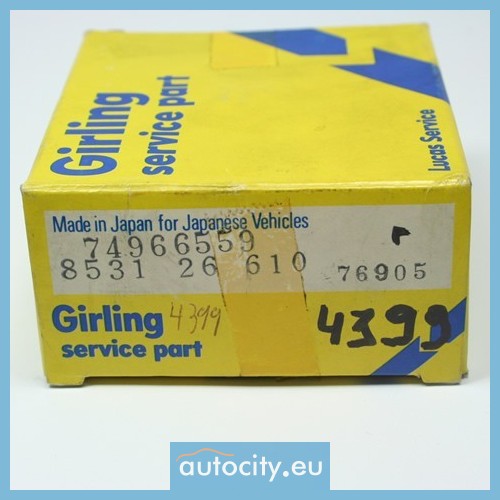 Girling
service part
Lucas Service
Made in Japan for Japanese Vehicles
74966559
8531 26 610 76905
Girling 4399 4399
service part
autocity.eu